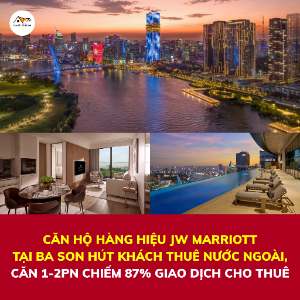 CĂN HỘ HÀNG HIỆU JW MARRIOTT
TẠI BA SON HÚT KHÁCH THUÊ NƯỚC NGOÀI,
CĂN 1-2PN CHIẾM 87% GIAO DỊCH CHO THUÊ